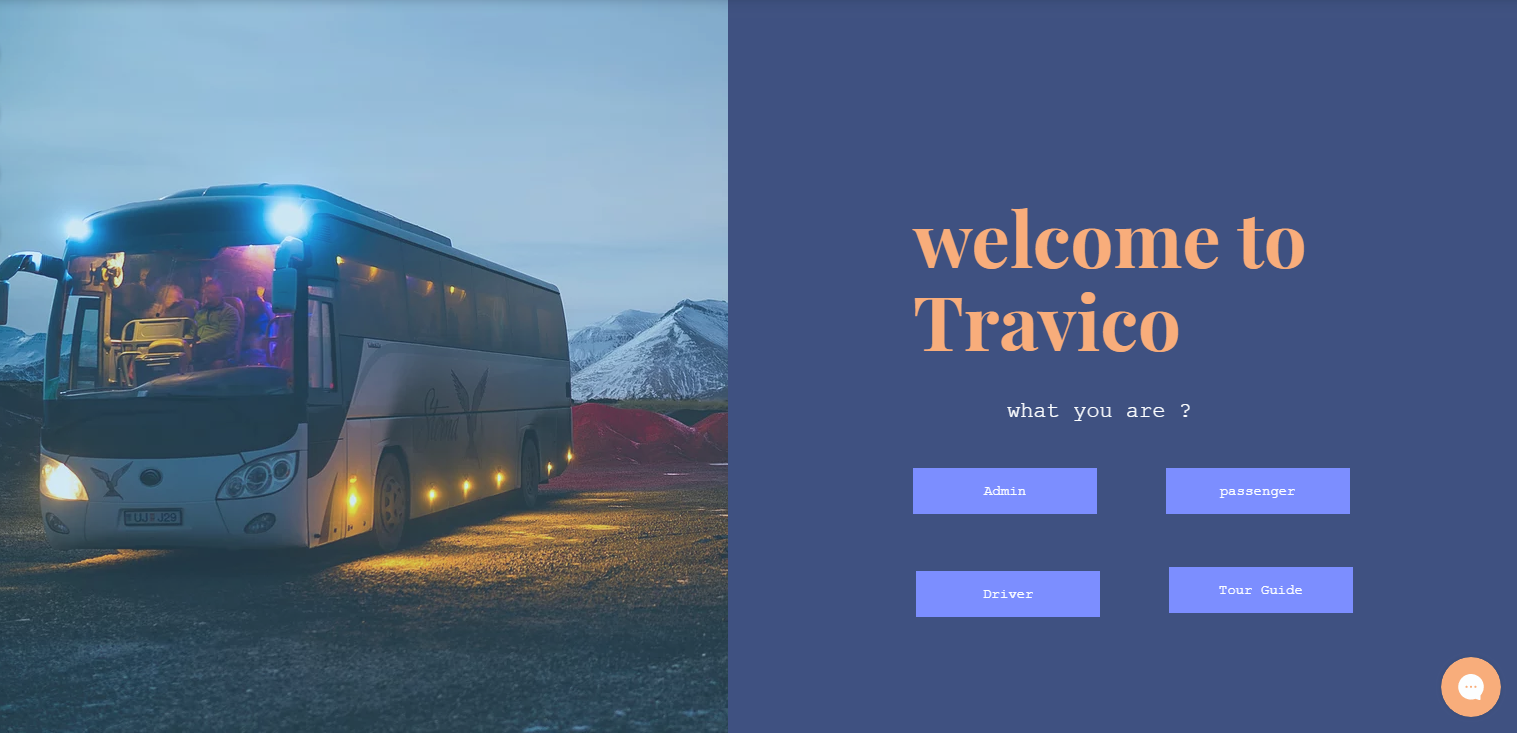 welcome to
Travico
what you are ?
Admin
passenger
Driver
Tour Guide